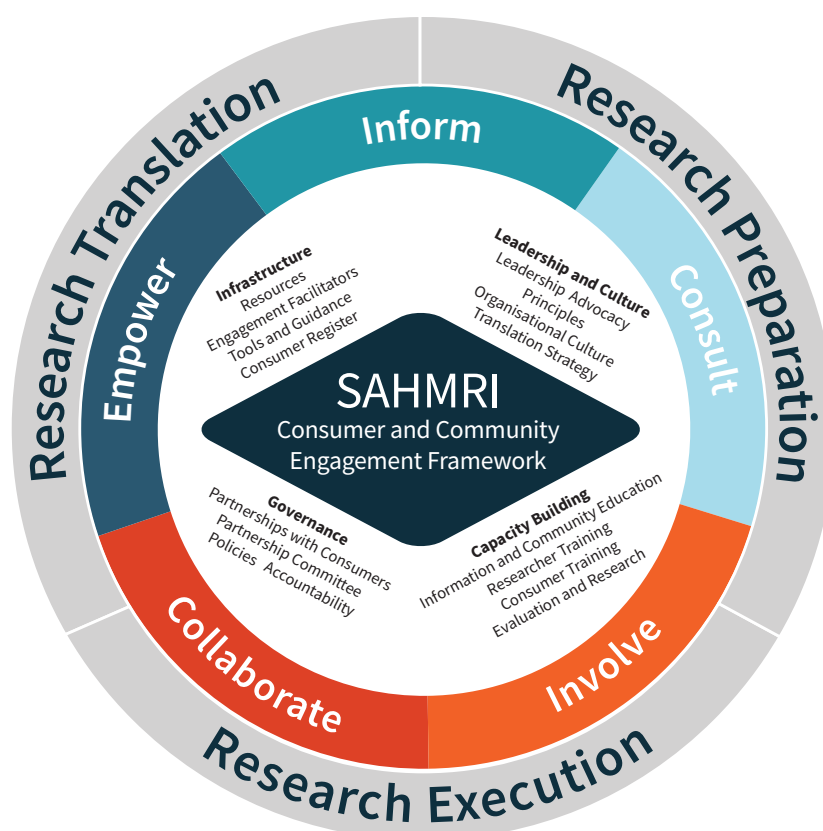 Research Translation
Research Preparation
Research Execution
Inform
Consult
Involve
Collaborate
Empower
Infrastructure
Resources
Engagement Facilitators
Tools and Guidance
Consumer Register
Leadership and Culture
Leadership Advocacy
Principles
Organisational Culture
Translation Strategy
SAHMRI
Consumer and Community
Engagement Framework
Governance
Partnerships with Consumers
Partnership Committee
Policies Accountability
Capacity Building
Information and Community Education
Researcher Training
Consumer Training
Evaluation and Research